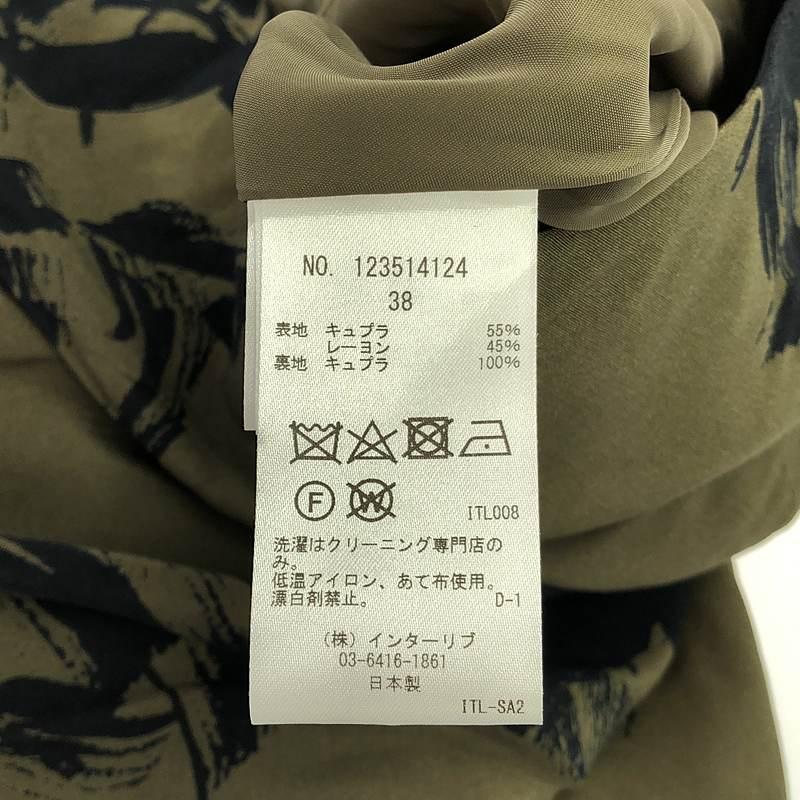 NO. 123514124
38
表地 キュプラ 55%
レーヨン 45%
裏地 キュプラ 100%
F W
ITL008
洗濯はクリーニング専門店の
み。
低温アイロン、あて布使用。
漂白剤禁止。 D-1
(株)インターリブ
03-6416-1861
日本製
ITL-SA2